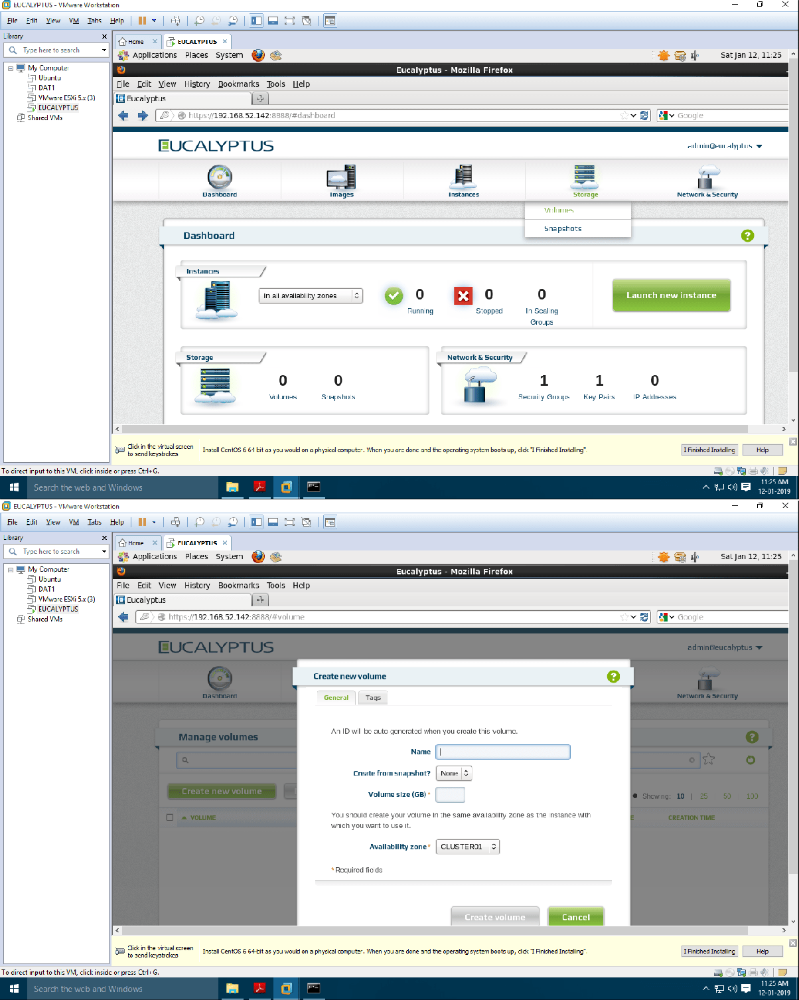 EUCALYPTUS - VMware Workstation
File Edit View VM Tabs Help
Library
Type here to search
My Computer
Ubuntu
DAT1
VMware ESXi 5.x (3)
EUCALYPTUS
Shared VMs
Home EUCALYPTUS
Applications Places System Sat Jan 12, 11:25
Eucalyptus - Mozilla Firefox
File Edit View History Bookmarks Tools Help
Eucalyptus
https://192.168.52.142:8888/#dashboard Google
EUCALYPTUS admin@eucalyptus
Dashboard Images Instances Storage Network & Security
Volumes
Snapshots
Dashboard ?
Instances
In all availability zones 0 0 0 Launch new instance
Running Stopped In Scaling
Groups
Storage Network & Security
0 0 1 1 0
Volumes Snapshots Security Groups Key Pairs IP Addresses
Click in the virtual screen
to send keystrokes
Install CentOS 6 64-bit as you would on a physical computer. When you are done and the operating system boots up, click "I Finished Installing". I Finished Installing Help
To direct input to this VM, click inside or press Ctrl+G.
Search the web and Windows
11:25 AM
12-01-2019
EUCALYPTUS - VMware Workstation
File Edit View VM Tabs Help
Library
Type here to search
My Computer
Ubuntu
DAT1
VMware ESXi 5.x (3)
EUCALYPTUS
Shared VMs
Home EUCALYPTUS
Applications Places System Sat Jan 12, 11:25
Eucalyptus - Mozilla Firefox
File Edit View History Bookmarks Tools Help
Eucalyptus
https://192.168.52.142:8888/#volume Google
EUCALYPTUS admin@eucalyptus
Dashboard Network & Security
Create new volume ?
General Tags
Manage volumes ?
An ID will be auto-generated when you create this volume.
Name
Create from snapshot? None
Create new volume
Volume size (GB) *
Showing: 10 | 25 50 100
You should create your volume in the same availability zone as the instance with
which you want to use it.
VOLUME E CREATION TIME
Availability zone * CLUSTER01
* Required fields
Create volume Cancel
Click in the virtual screen
to send keystrokes
Install CentOS 6 64-bit as you would on a physical computer. When you are done and the operating system boots up, click "I Finished Installing". I Finished Installing Help
To direct input to this VM, click inside or press Ctrl+G.
Search the web and Windows
11:25 AM
12-01-2019